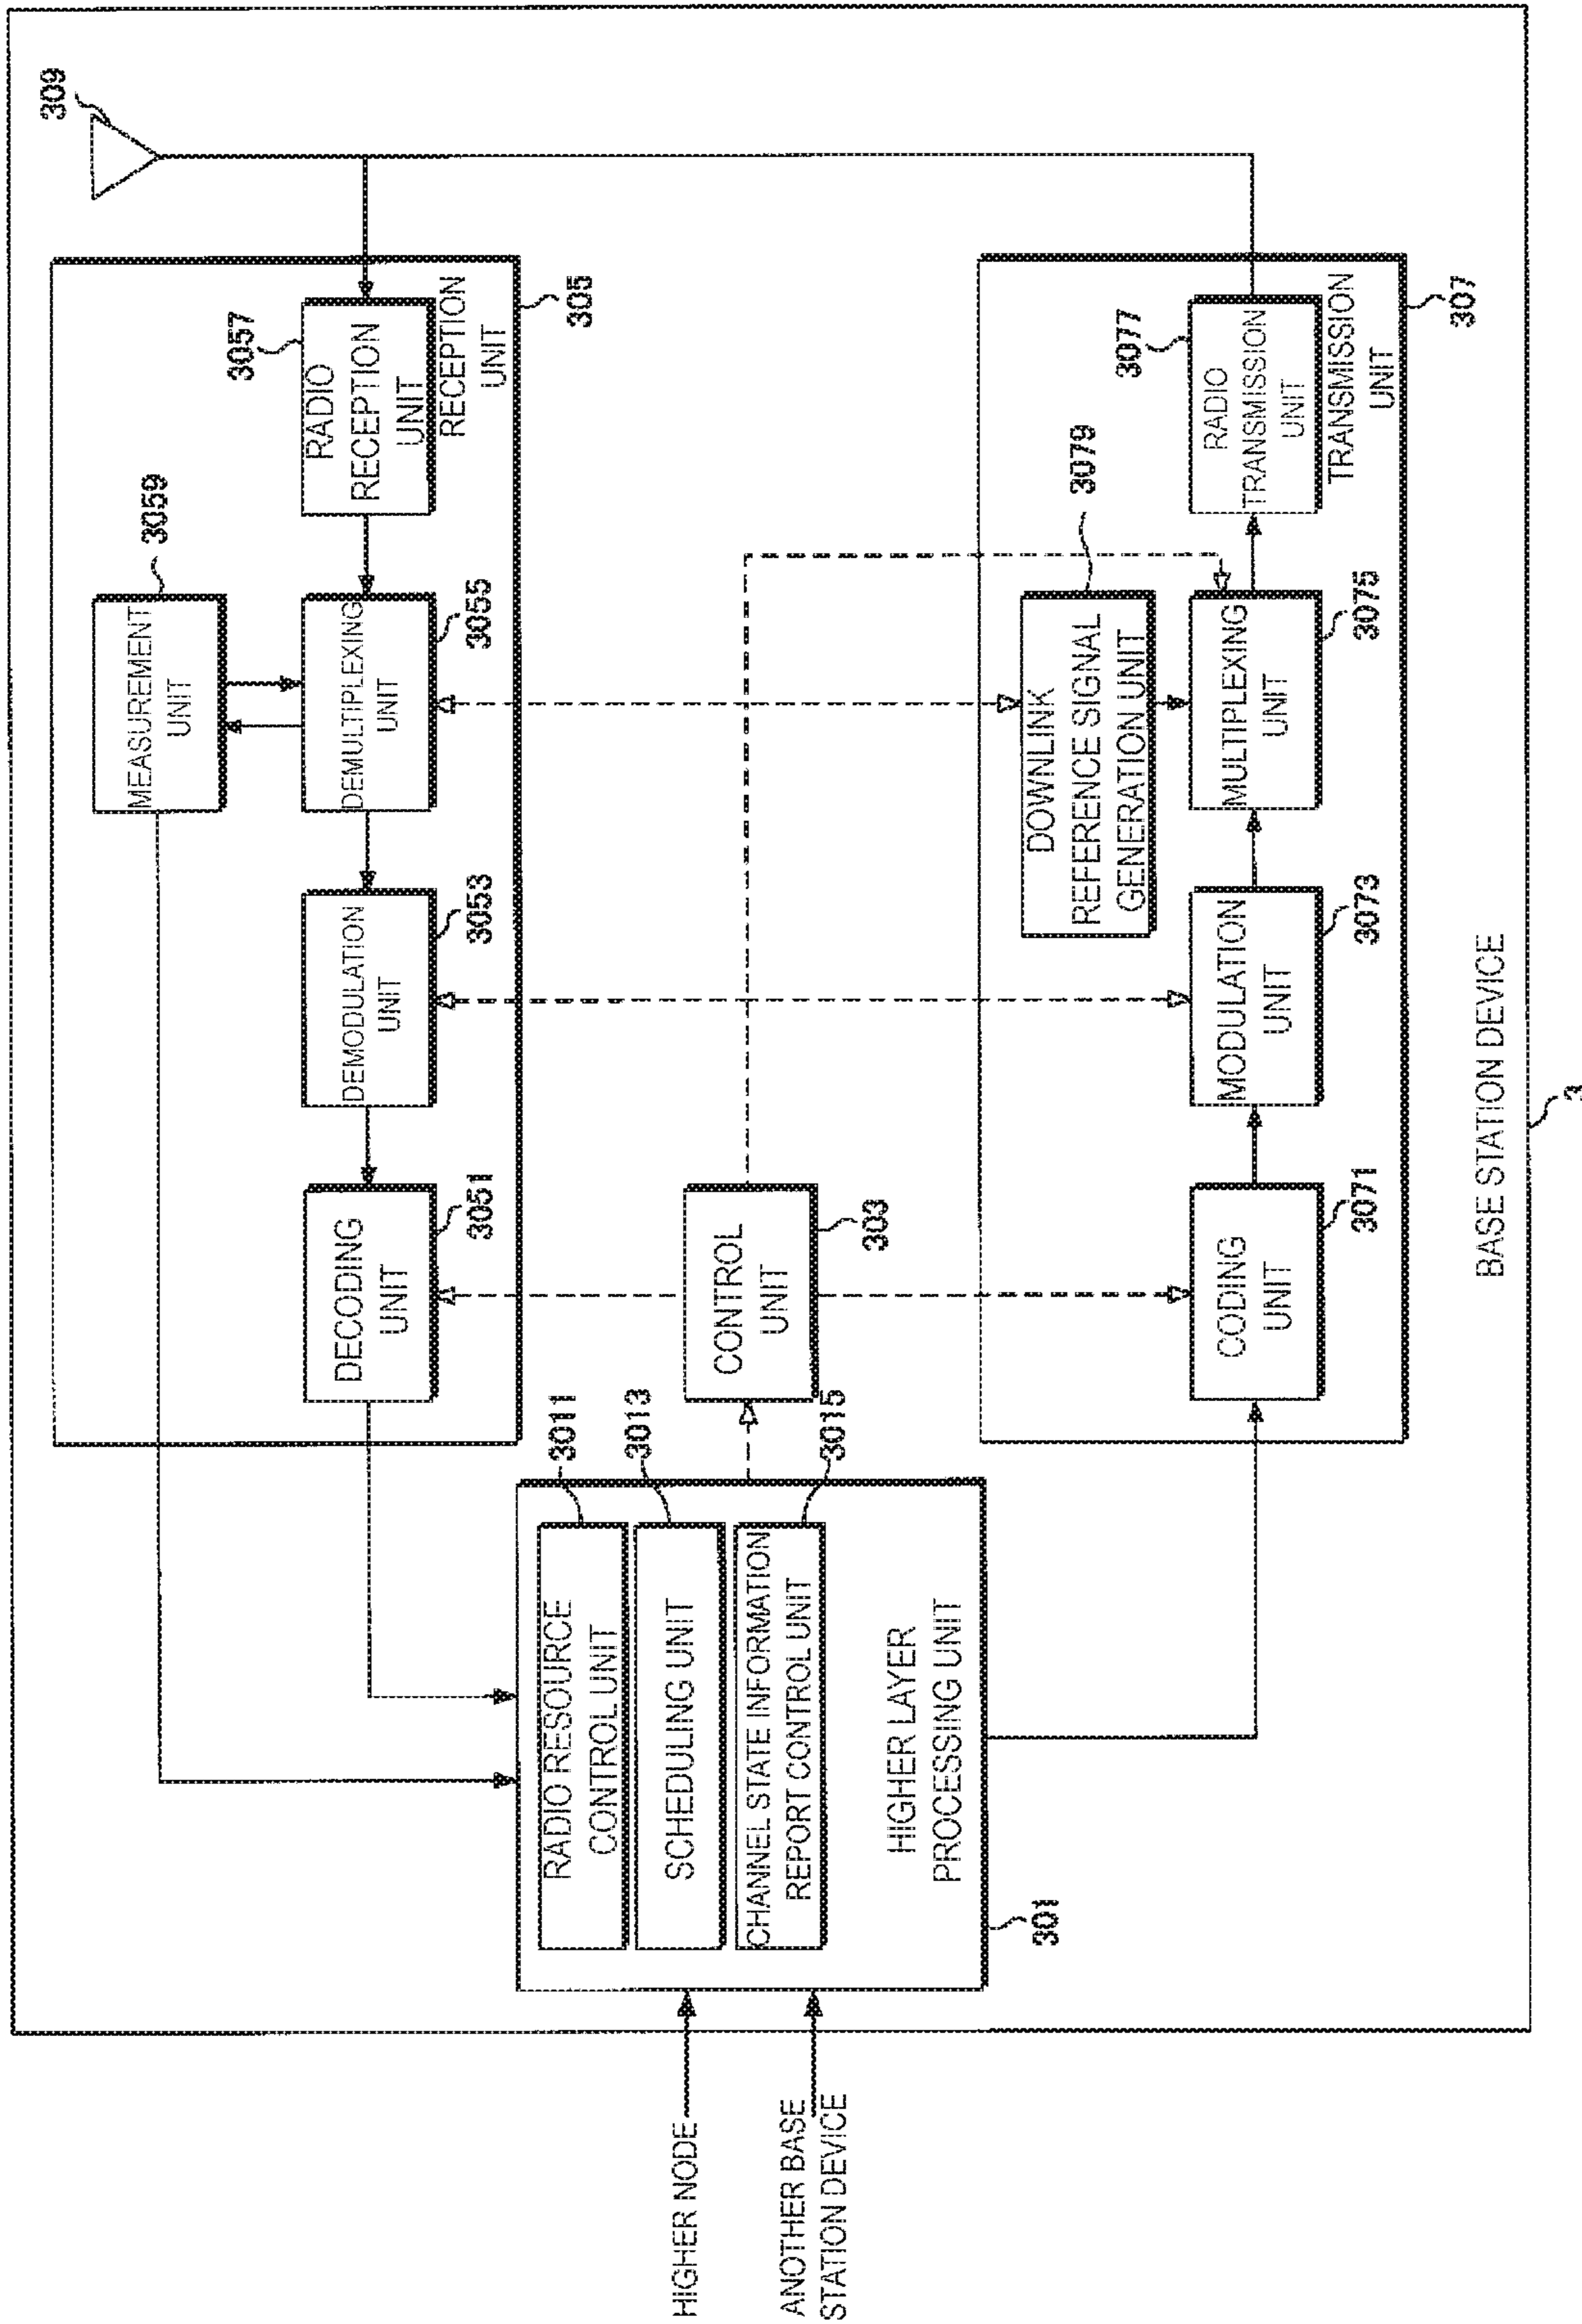 309
3059
MEASUREMENT
UNIT
3057
RADIO
RECEPTION
UNIT
RECEPTION
UNIT
305
DEMULTIPLEXING
UNIT
3055
DEMODULATION
UNIT
3053
DECODING
UNIT
3051
HIGHER NODE
ANOTHER BASE
STATION DEVICE
RADIO RESOURCE
CONTROL UNIT
3011
SCHEDULING UNIT
3013
CHANNEL STATE INFORMATION
REPORT CONTROL UNIT
3015
HIGHER LAYER
PROCESSING UNIT
301
CONTROL
UNIT
303
DOWNLINK
REFERENCE SIGNAL
GENERATION UNIT
3079
CODING
UNIT
3071
MODULATION
UNIT
3073
MULTIPLEXING
UNIT
3075
3077
RADIO
TRANSMISSION
UNIT
TRANSMISSION
UNIT
307
BASE STATION DEVICE
3